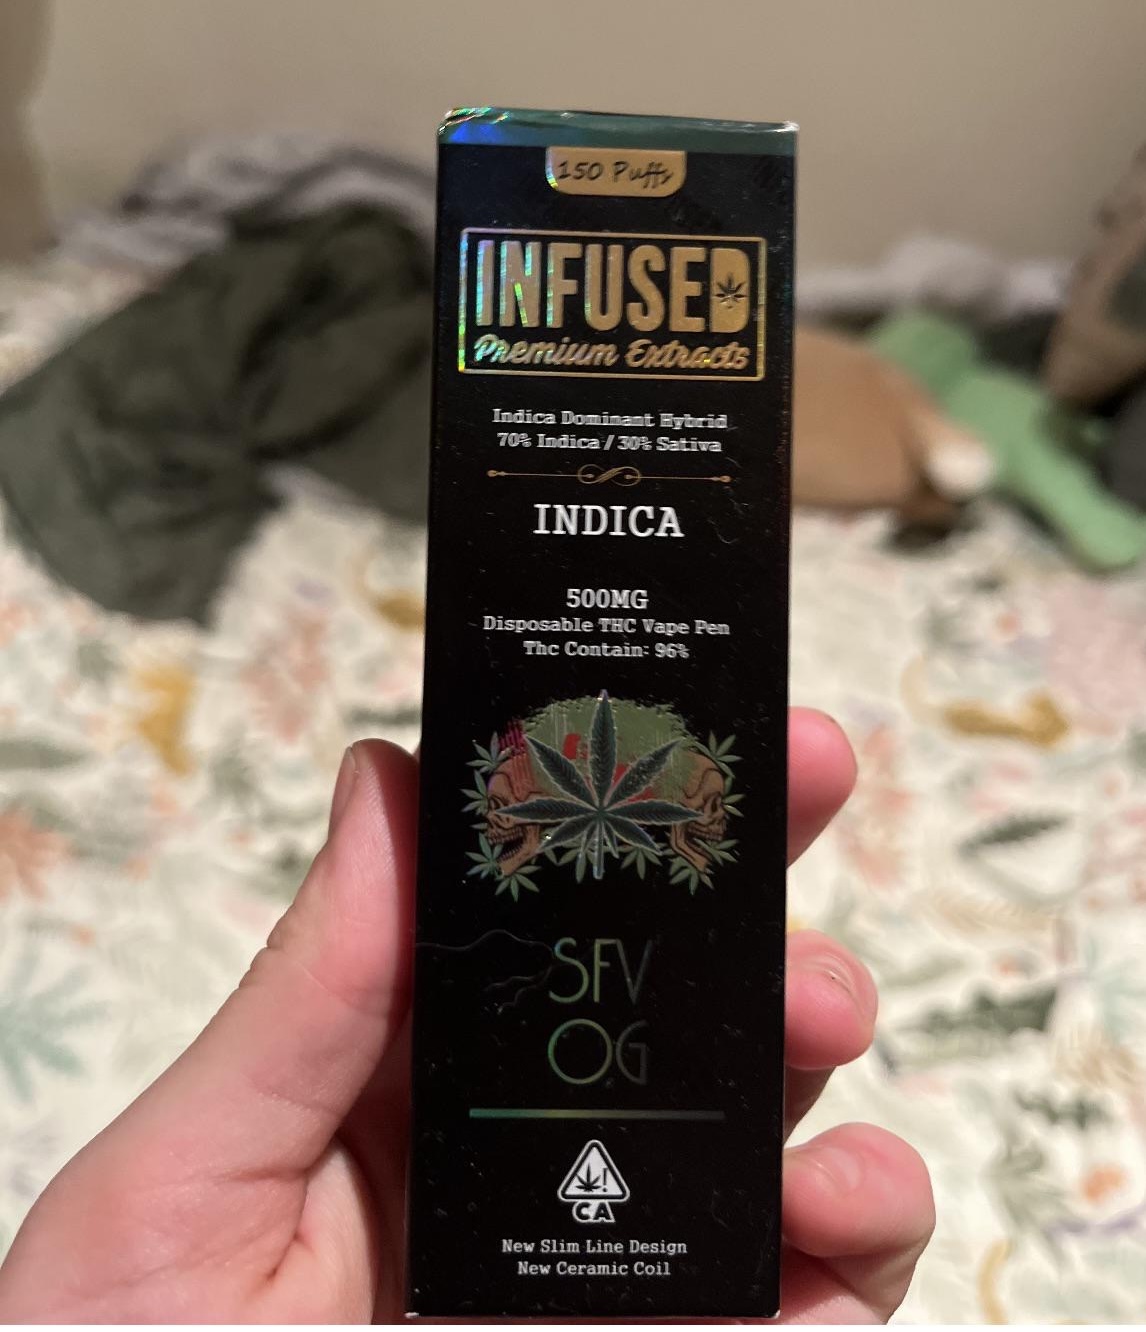 150 Puffs
INFUSED
Premium Extracts
Indica Dominant Hybrid
70% Indica / 30% Sativa
INDICA
500MG
Disposable THC Vape Pen
Thc Contain: 96%
SFV
OG
!
CA
New Slim Line Design
New Ceramic Coil